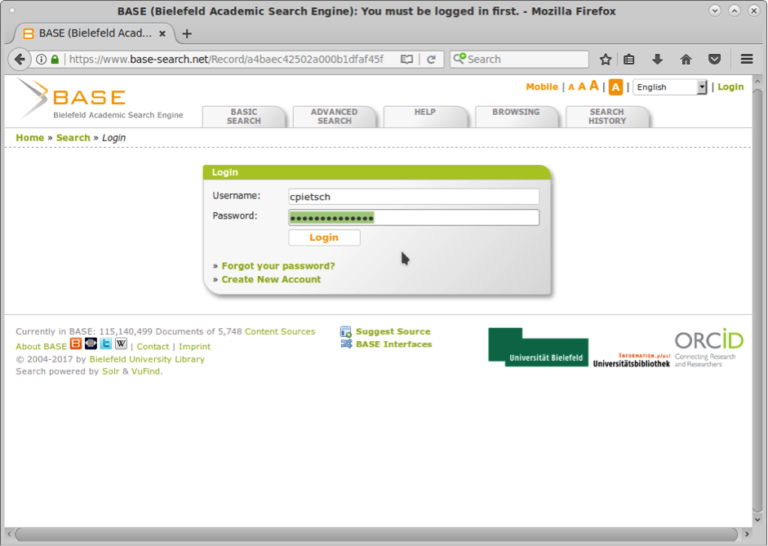 BASE (Bielefeld Academic Search Engine): You must be logged in first. - Mozilla Firefox
BASE (Bielefeld Acad...
https://www.base-search.net/Record/a4baec42502a000b1dfaf45f
Search
Mobile | A A A | A | English | Login
BASE
Bielefeld Academic Search Engine
BASIC SEARCH
ADVANCED SEARCH
HELP
BROWSING
SEARCH HISTORY
Home » Search » Login
Login
Username: cpietsch
Password: ●●●●●●●●●●●●●●
Login
» Forgot your password?
» Create New Account
Currently in BASE: 115,140,499 Documents of 5,748 Content Sources
About BASE | Contact | Imprint
© 2004-2017 by Bielefeld University Library
Search powered by Solr & VuFind.
Suggest Source
BASE Interfaces
Universität Bielefeld
Information.plus!
Universitätsbibliothek
ORCID
Connecting Research
and Researchers